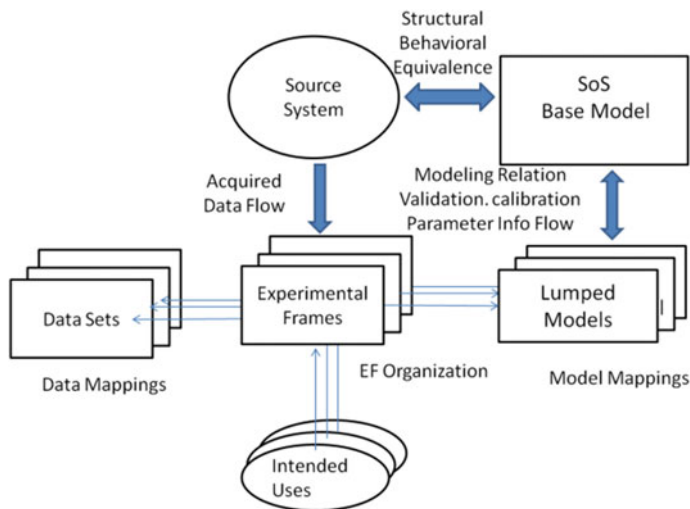 Structural
Behavioral
Equivalence
Source
System
SoS
Base Model
Acquired
Data Flow
Modeling Relation
Validation. calibration
Parameter Info Flow
Data Sets
Experimental
Frames
Lumped
Models
l
Data Mappings
EF Organization
Model Mappings
Intended
Uses